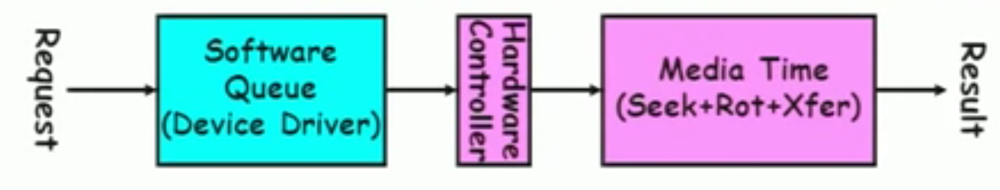 Request
Software
Queue
(Device Driver)
Hardware
Controller
Media Time
(Seek+Rot+Xfer)
Result